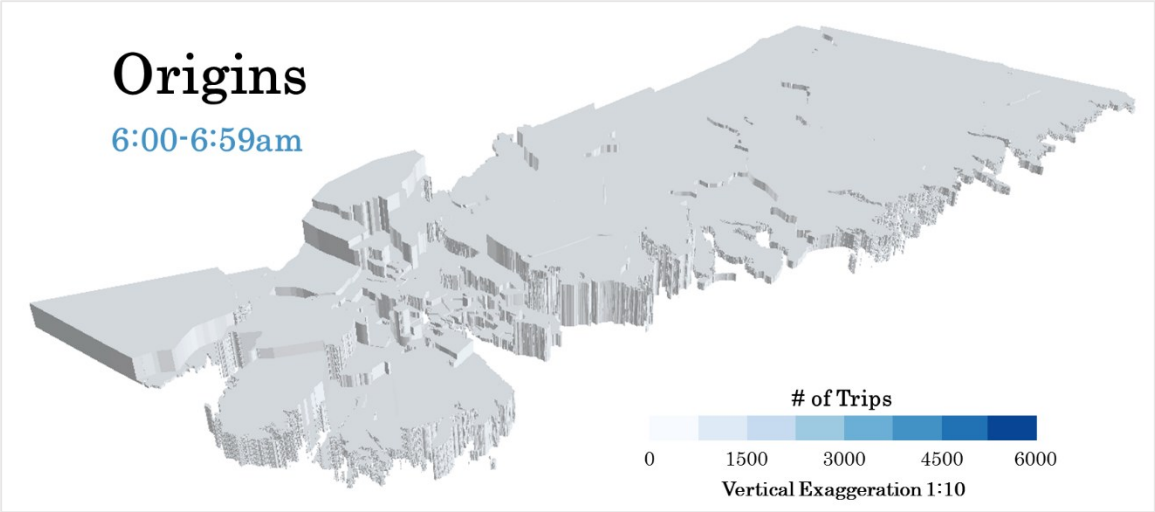 Origins
6:00-6:59am
# of Trips
0 1500 3000 4500 6000
Vertical Exaggeration 1:10